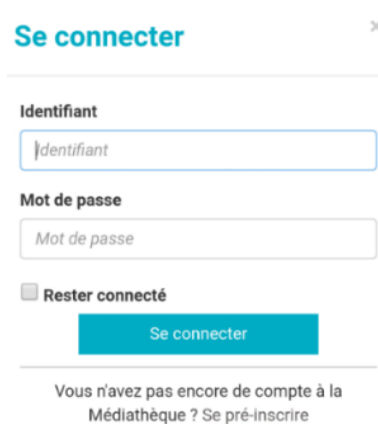 Se connecter
×
Identifiant
Identifiant
Mot de passe
Mot de passe
Rester connecté
Se connecter
Vous n'avez pas encore de compte à la
Médiathèque ? Se pré-inscrire